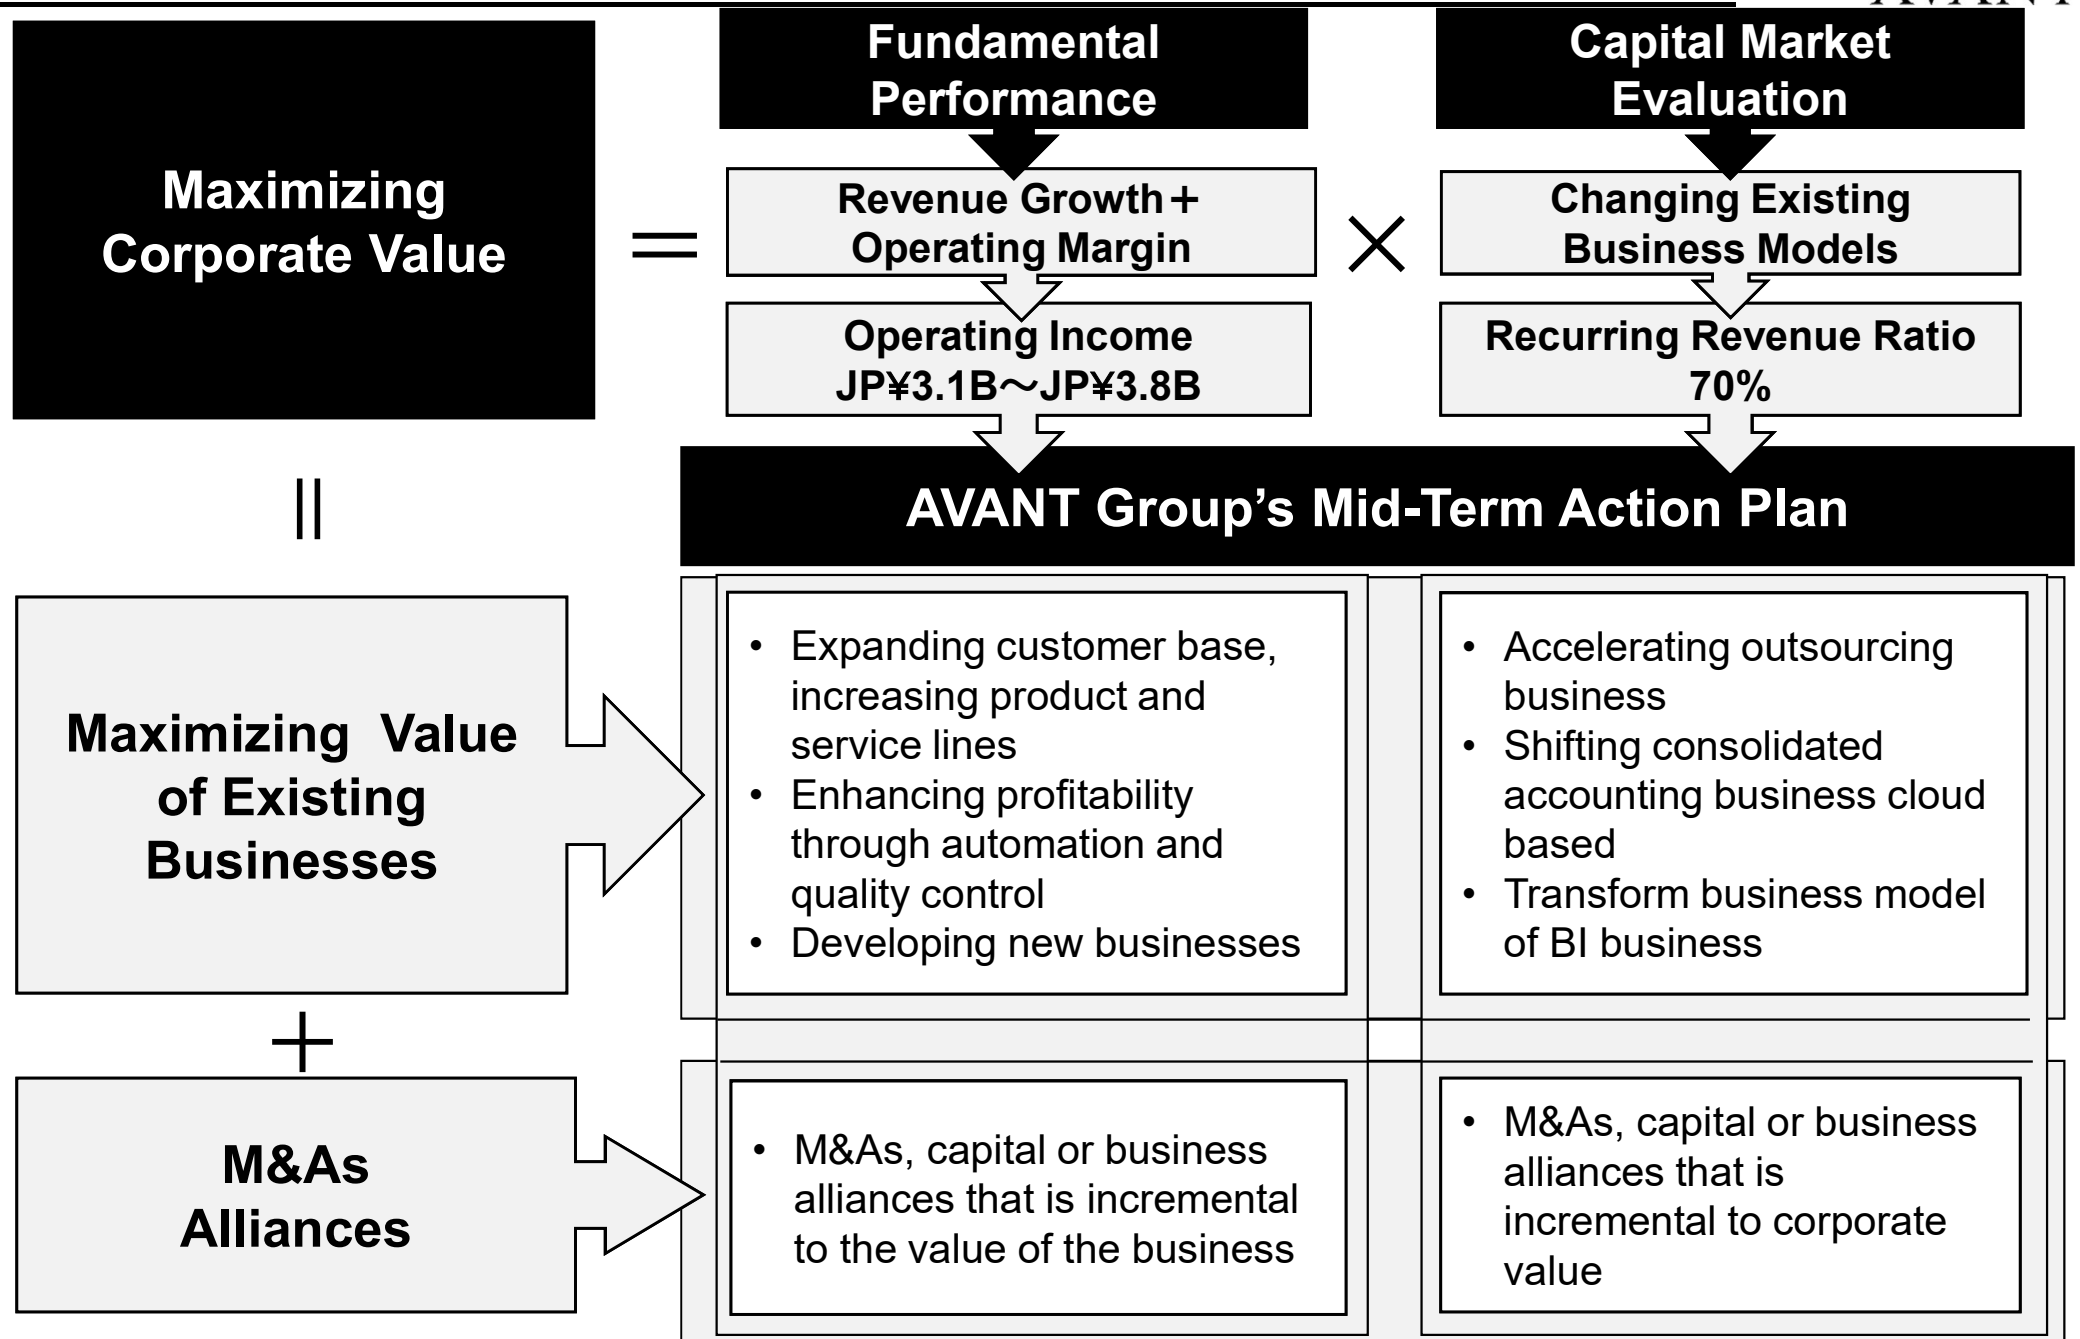 Maximizing
Corporate Value
=
Fundamental
Performance
Revenue Growth+
Operating Margin
Operating Income
JP¥3.1B～JP¥3.8B
×
Capital Market
Evaluation
Changing Existing
Business Models
Recurring Revenue Ratio
70%
AVANT Group’s Mid-Term Action Plan
Maximizing Value
of Existing
Businesses
• Expanding customer base,
increasing product and
service lines
• Enhancing profitability
through automation and
quality control
• Developing new businesses
• Accelerating outsourcing
business
• Shifting consolidated
accounting business cloud
based
• Transform business model
of BI business
+
M&As
Alliances
• M&As, capital or business
alliances that is incremental
to the value of the business
• M&As, capital or business
alliances that is
incremental to corporate
value